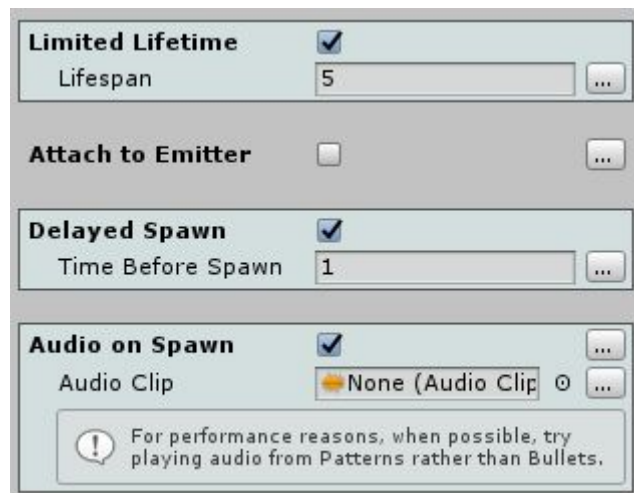 Limited Lifetime
Lifespan 5 ...
Attach to Emitter ...
Delayed Spawn
Time Before Spawn 1 ...
Audio on Spawn ...
Audio Clip None (Audio Clip ...
For performance reasons, when possible, try
playing audio from Patterns rather than Bullets.